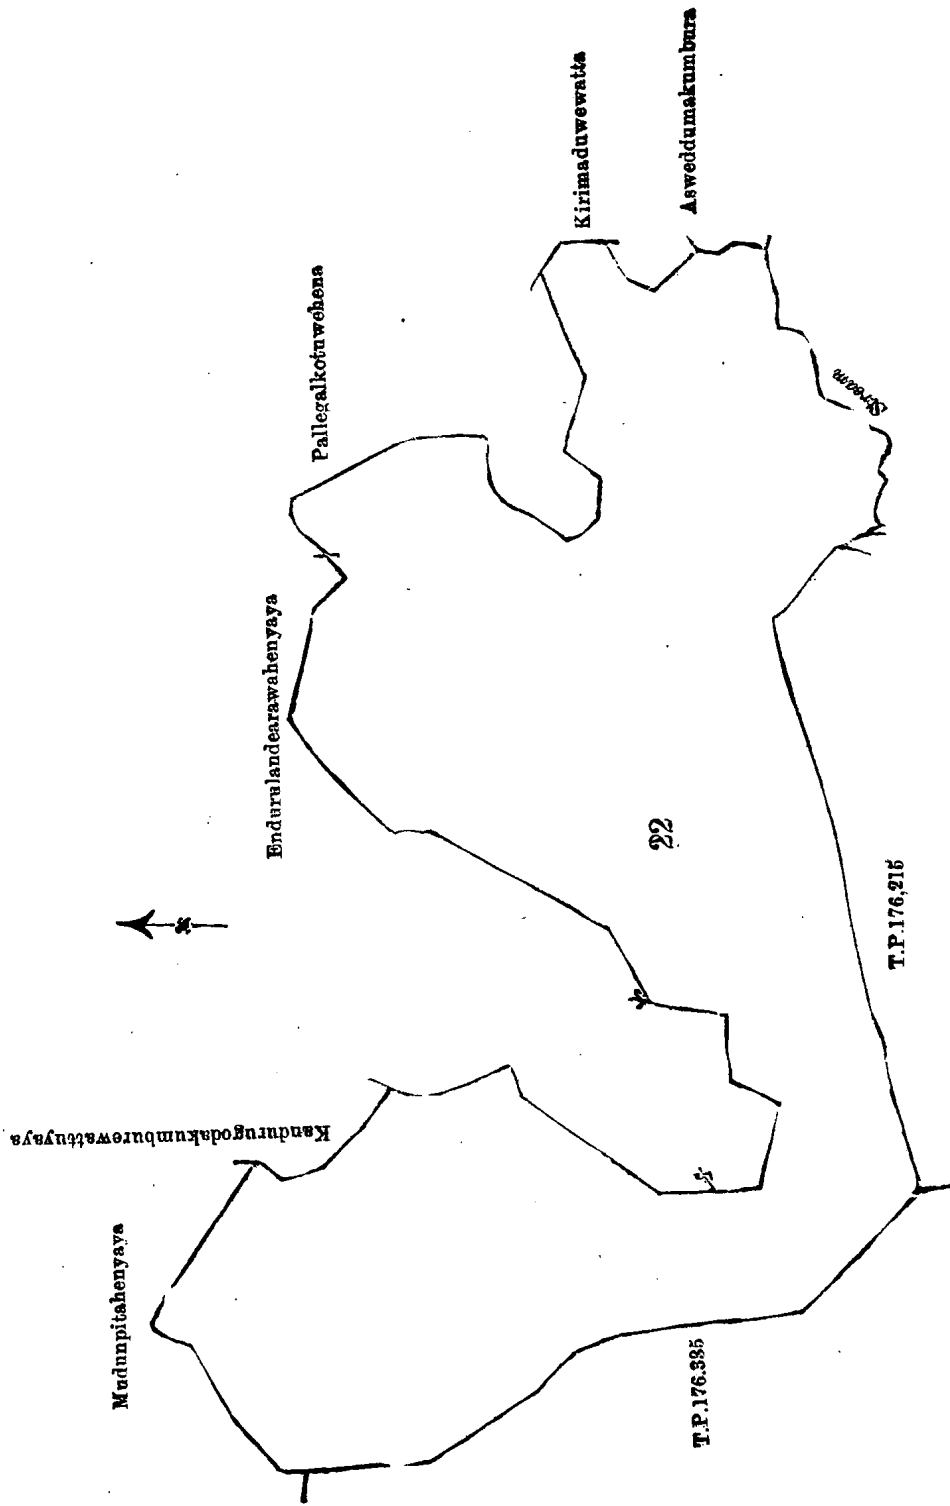 Mudunpitahenyaya
Kandurugodakumburewattuyaya
Endurulandearawahenyaya
Pallegalkotuwehena
Kirimaduwewatta
Asweddumakumbura
Stream
22
T.P.176,215
T.P.176.335